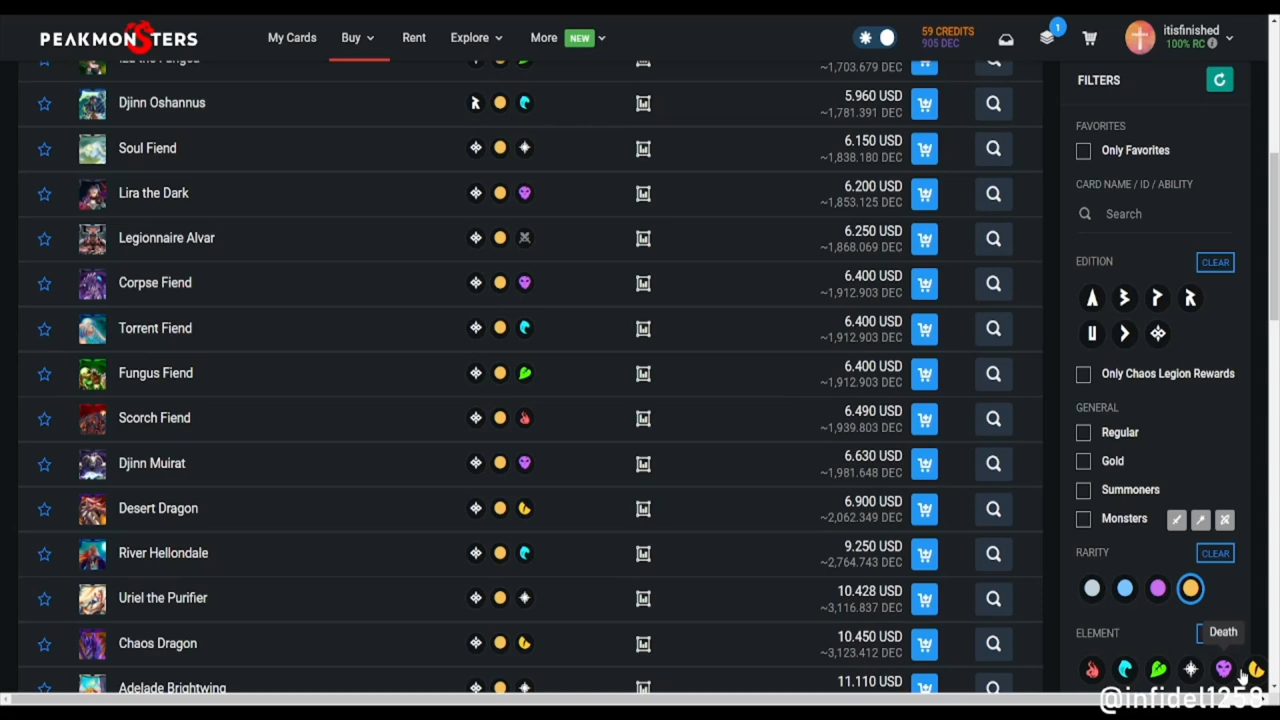 PEAKMONSTERS
My Cards
Buy
Rent
Explore
More NEW
59 CREDITS
905 DEC
1
itisfinished
100% RC
~1,703.679 DEC
Djinn Oshannus 5.960 USD
~1,781.391 DEC
Soul Fiend 6.150 USD
~1,838.180 DEC
Lira the Dark 6.200 USD
~1,853.125 DEC
Legionnaire Alvar 6.250 USD
~1,868.069 DEC
Corpse Fiend 6.400 USD
~1,912.903 DEC
Torrent Fiend 6.400 USD
~1,912.903 DEC
Fungus Fiend 6.400 USD
~1,912.903 DEC
Scorch Fiend 6.490 USD
~1,939.803 DEC
Djinn Muirat 6.630 USD
~1,981.648 DEC
Desert Dragon 6.900 USD
~2,062.349 DEC
River Hellondale 9.250 USD
~2,764.743 DEC
Uriel the Purifier 10.428 USD
~3,116.837 DEC
Chaos Dragon 10.450 USD
~3,123.412 DEC
Adelade Brightwing 11.110 USD
FILTERS
FAVORITES
Only Favorites
CARD NAME / ID / ABILITY
Search
EDITION CLEAR
Only Chaos Legion Rewards
GENERAL
Regular
Gold
Summoners
Monsters
RARITY CLEAR
ELEMENT
Death
@infidel1258